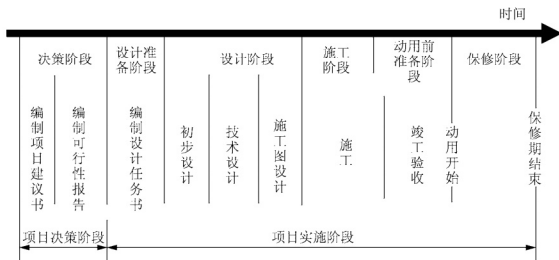 时间
决策阶段
设计准
备阶段
设计阶段
施工
阶段
动用前
准备阶
段
保修阶段
编制项目建议书
编制可行性报告
编制设计任务书
初步设计
技术设计
施工图设计
施工
竣工验收
动用开始
保修期结束
项目决策阶段
项目实施阶段